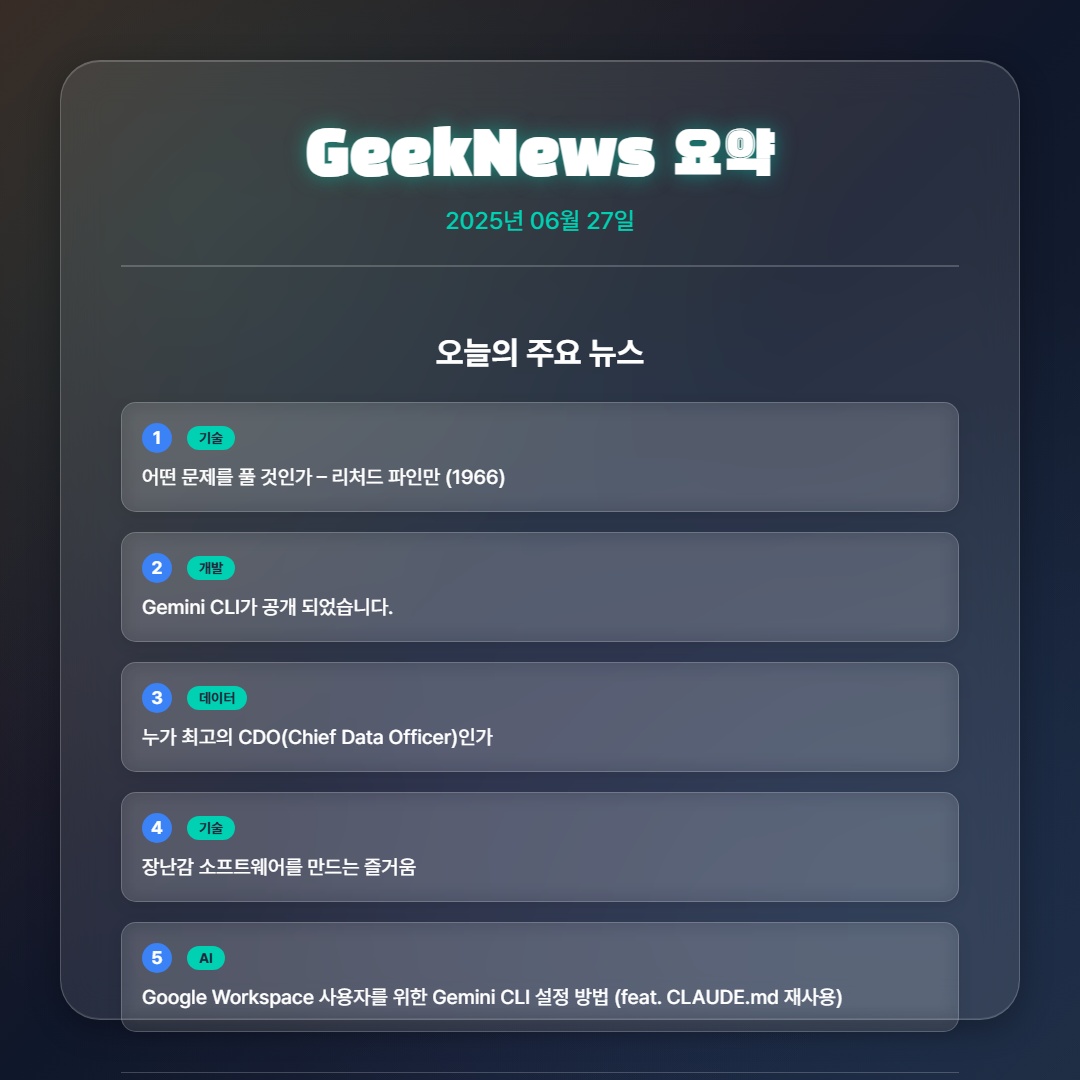 GeekNews 요약
2025년 06월 27일
오늘의 주요 뉴스
1 기술
어떤 문제를 풀 것인가 – 리처드 파인만 (1966)
2 개발
Gemini CLI가 공개 되었습니다.
3 데이터
누가 최고의 CDO(Chief Data Officer)인가
4 기술
장난감 소프트웨어를 만드는 즐거움
5 AI
Google Workspace 사용자를 위한 Gemini CLI 설정 방법 (feat. CLAUDE.md 재사용)